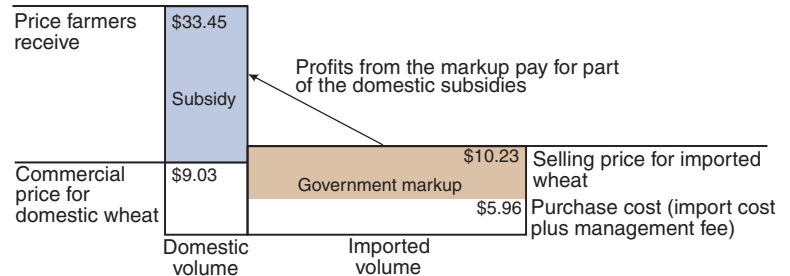 Price farmers
receive
$33.45
Profits from the markup pay for part
of the domestic subsidies
Subsidy
$10.23
Selling price for imported
wheat
Commercial
price for
domestic wheat
$9.03
Government markup
$5.96
Purchase cost (import cost
plus management fee)
Domestic
volume
Imported
volume